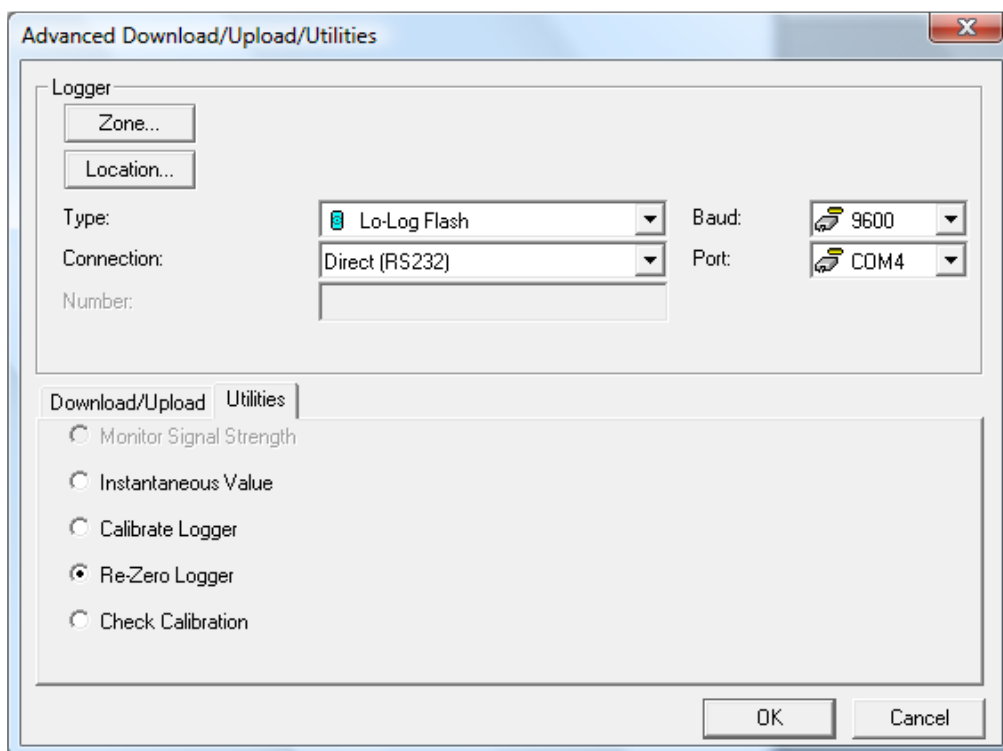 Advanced Download/Upload/Utilities
Logger
Zone...
Location...
Type: Lo-Log Flash Baud: 9600
Connection: Direct (RS232) Port: COM4
Number:
Download/Upload Utilities
Monitor Signal Strength
Instantaneous Value
Calibrate Logger
Re-Zero Logger
Check Calibration
OK Cancel